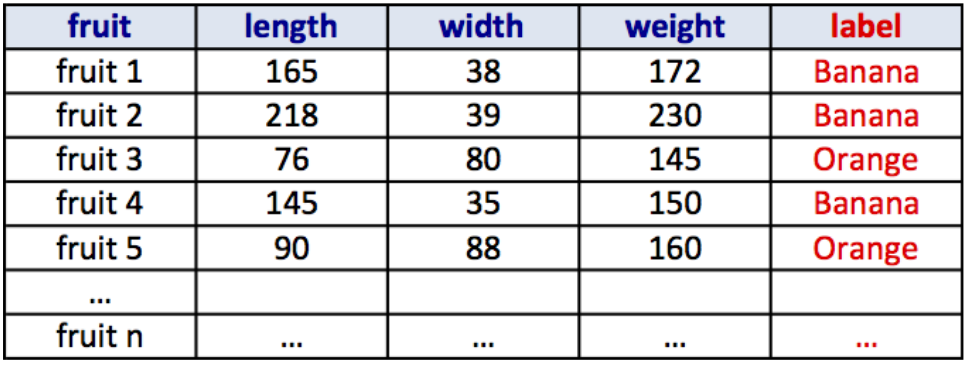 fruit length width weight label
fruit 1 165 38 172 Banana
fruit 2 218 39 230 Banana
fruit 3 76 80 145 Orange
fruit 4 145 35 150 Banana
fruit 5 90 88 160 Orange
...
fruit n ... ... ... ...